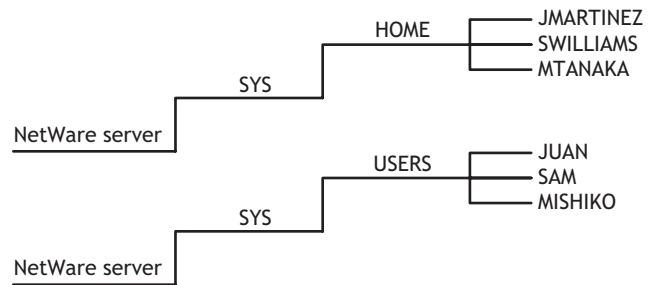 HOME
JMARTINEZ
SWILLIAMS
MTANAKA
SYS
NetWare server
USERS
JUAN
SAM
MISHIKO
SYS
NetWare server